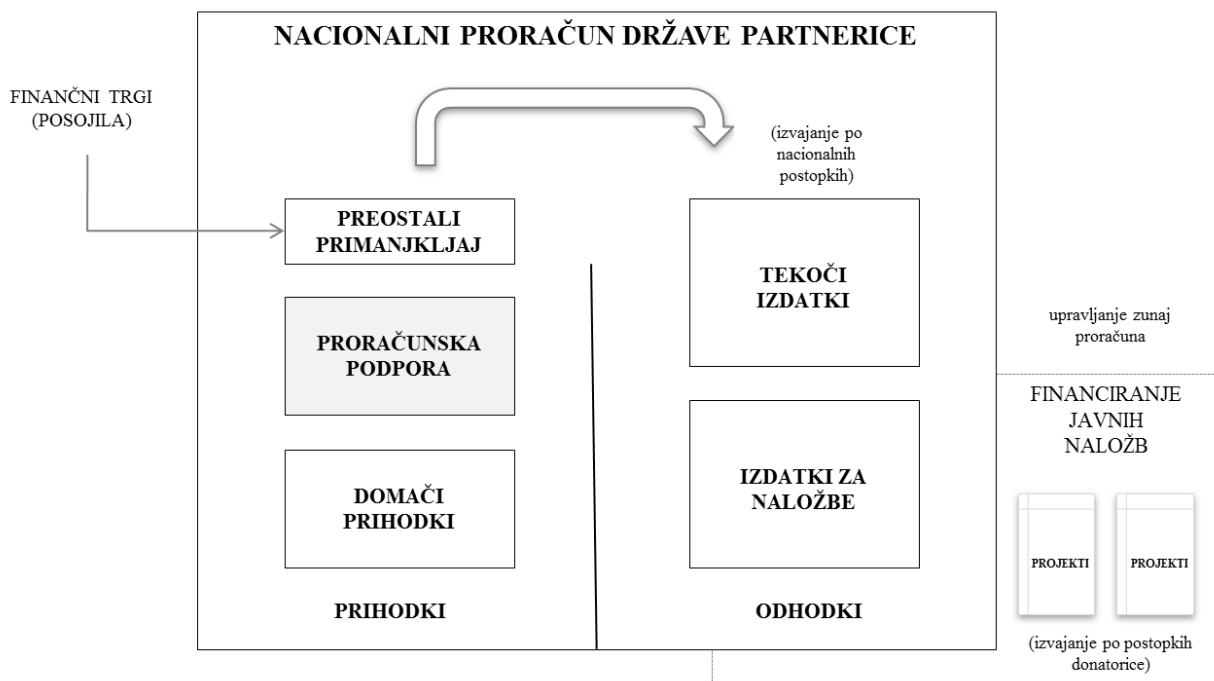 NACIONALNI PRORAČUN DRŽAVE PARTNERICE
FINANČNI TRGI
(POSOJILA)
(izvajanje po
nacionalnih
postopkih)
PREOSTALI
PRIMANJKLJAJ
PRORAČUNSKA
PODPORA
DOMAČI
PRIHODKI
PRIHODKI
TEKOČI
IZDATKI
IZDATKI ZA
NALOŽBE
ODHODKI
upravljanje zunaj
proračuna
FINANCIRANJE
JAVNIH
NALOŽB
PROJEKTI
PROJEKTI
(izvajanje po postopkih
donatorice)